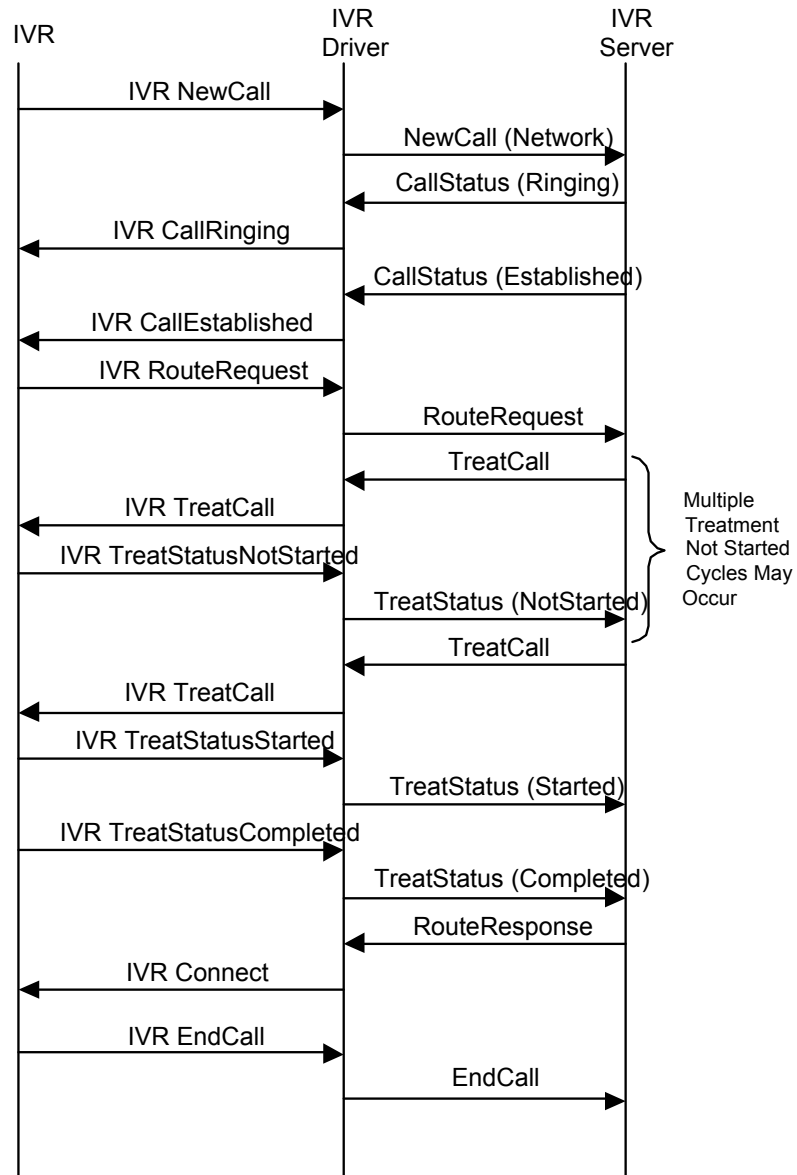 IVR
IVR
Driver
IVR
Server
IVR NewCall
NewCall (Network)
CallStatus (Ringing)
IVR CallRinging
CallStatus (Established)
IVR CallEstablished
IVR RouteRequest
RouteRequest
TreatCall
IVR TreatCall
IVR TreatStatusNotStarted
TreatStatus (NotStarted)
Multiple
Treatment
Not Started
Cycles May
Occur
TreatCall
IVR TreatCall
IVR TreatStatusStarted
TreatStatus (Started)
IVR TreatStatusCompleted
TreatStatus (Completed)
RouteResponse
IVR Connect
IVR EndCall
EndCall